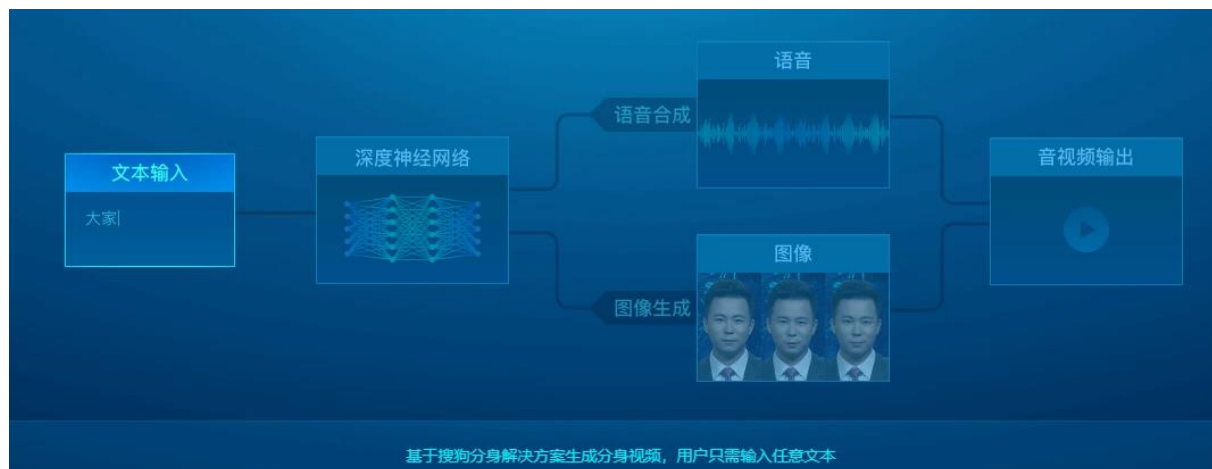 语音
语音合成
深度神经网络
音视频输出
文本输入
大家
图像
图像生成
基于搜狗分身解决方案生成分身视频，用户只需输入任意文本